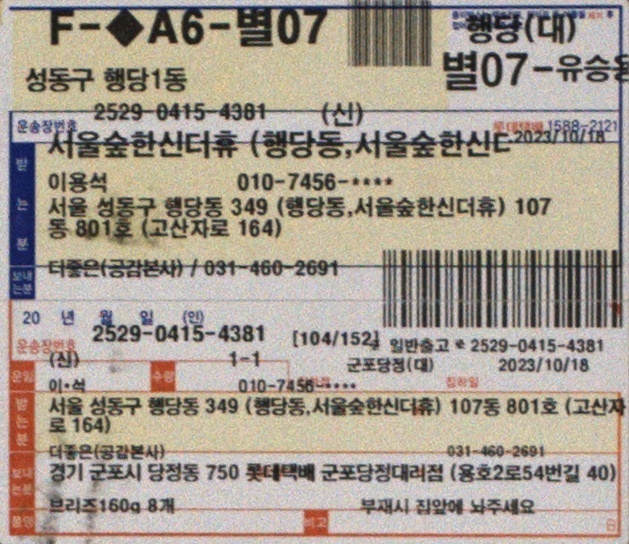 F-◆A6-별07
행당(대)
성동구 행당1동
별07-유승용
2529-0415-4381 (신)
운송장번호
롯데택배 1588-2121
서울숲한신더휴 (행당동,서울숲한신더 2023/10/18
받는분
이용석 010-7456-****
서울 성동구 행당동 349 (행당동,서울숲한신더휴) 107
동 801호 (고산자로 164)
보내는분
더좋은(공감본사) / 031-460-2691
20 년 월 일 (인)
2529-0415-4381 [104/152]
운송장번호
* 일반출고 * 2529-0415-4381
(신) 1-1 군포당정(대) 2023/10/18
운임 수량 집하일
이*석 010-7456-****
받는분
서울 성동구 행당동 349 (행당동,서울숲한신더휴) 107동 801호 (고산자
로 164)
더좋은(공감본사) 031-460-2691
보내는분
경기 군포시 당정동 750 롯데택배 군포당정대리점 (용호2로54번길 40)
브리즈160g 8개 부재시 집앞에 놔주세요
품명 비고